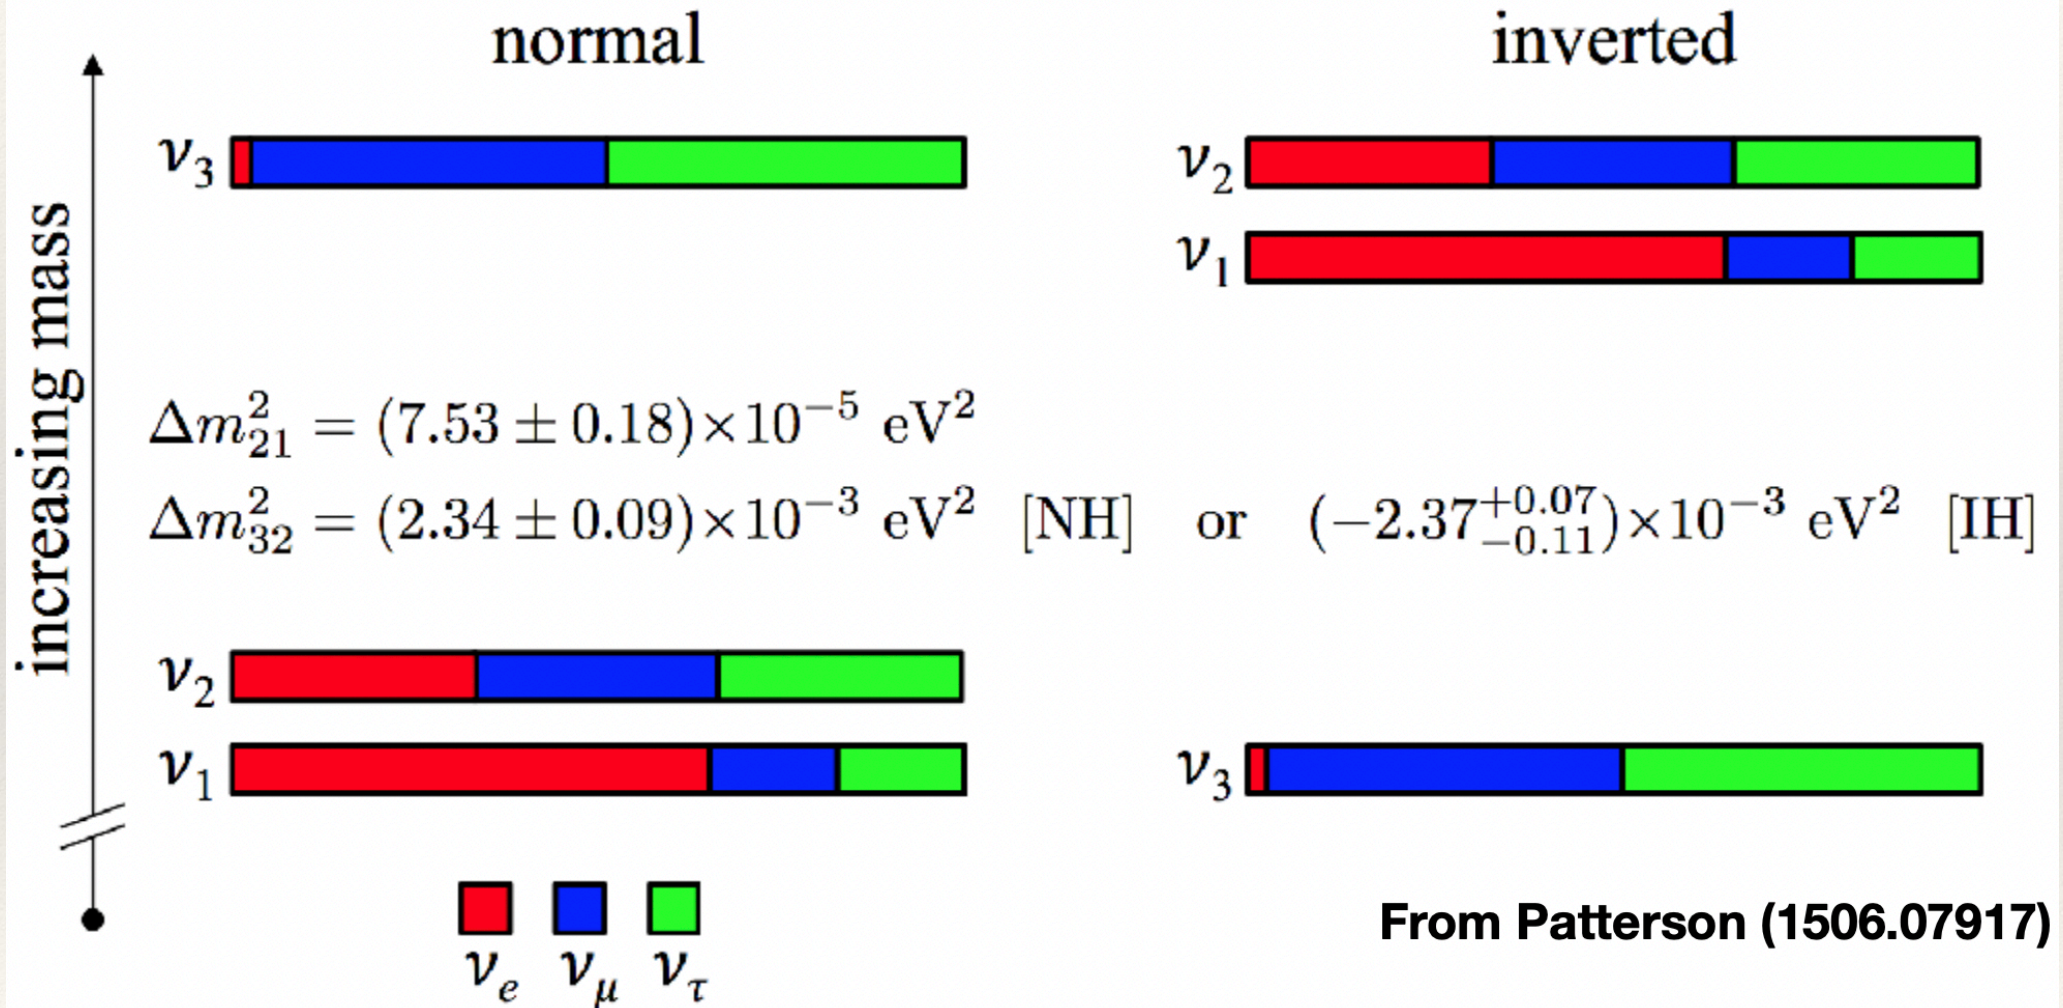 normal
inverted
increasing mass
ν₃
ν₂
ν₁
Δm²₂₁ = (7.53 ± 0.18)×10⁻⁵ eV²
Δm²₃₂ = (2.34 ± 0.09)×10⁻³ eV² [NH] or (−2.37⁺⁰·⁰⁷₋₀.₁₁)×10⁻³ eV² [IH]
ν₂
ν₁
ν₃
νe νμ ντ
From Patterson (1506.07917)